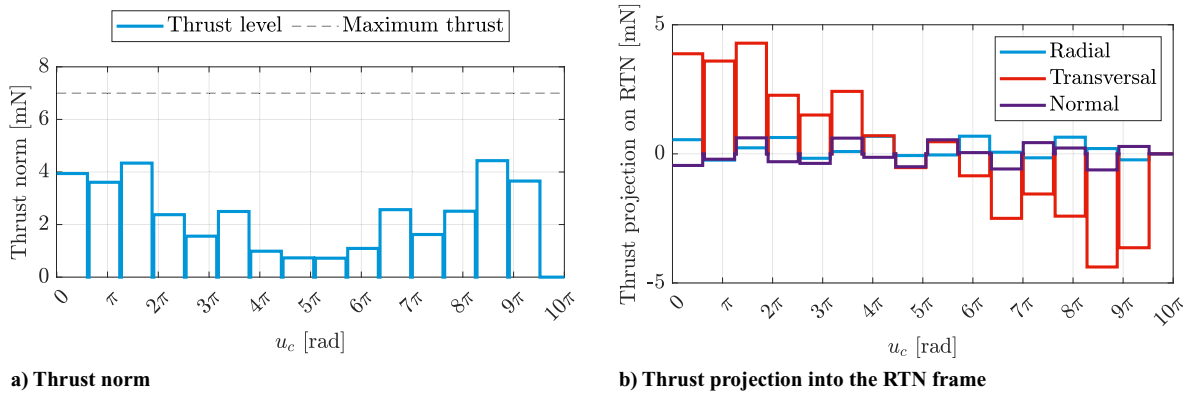 Thrust level
Maximum thrust
Thrust norm [mN]
8
6
4
2
0
0 π 2π 3π 4π 5π 6π 7π 8π 9π 10π
u_c [rad]
a) Thrust norm
Thrust projection on RTN [mN]
5
0
-5
Radial
Transversal
Normal
0 π 2π 3π 4π 5π 6π 7π 8π 9π 10π
u_c [rad]
b) Thrust projection into the RTN frame